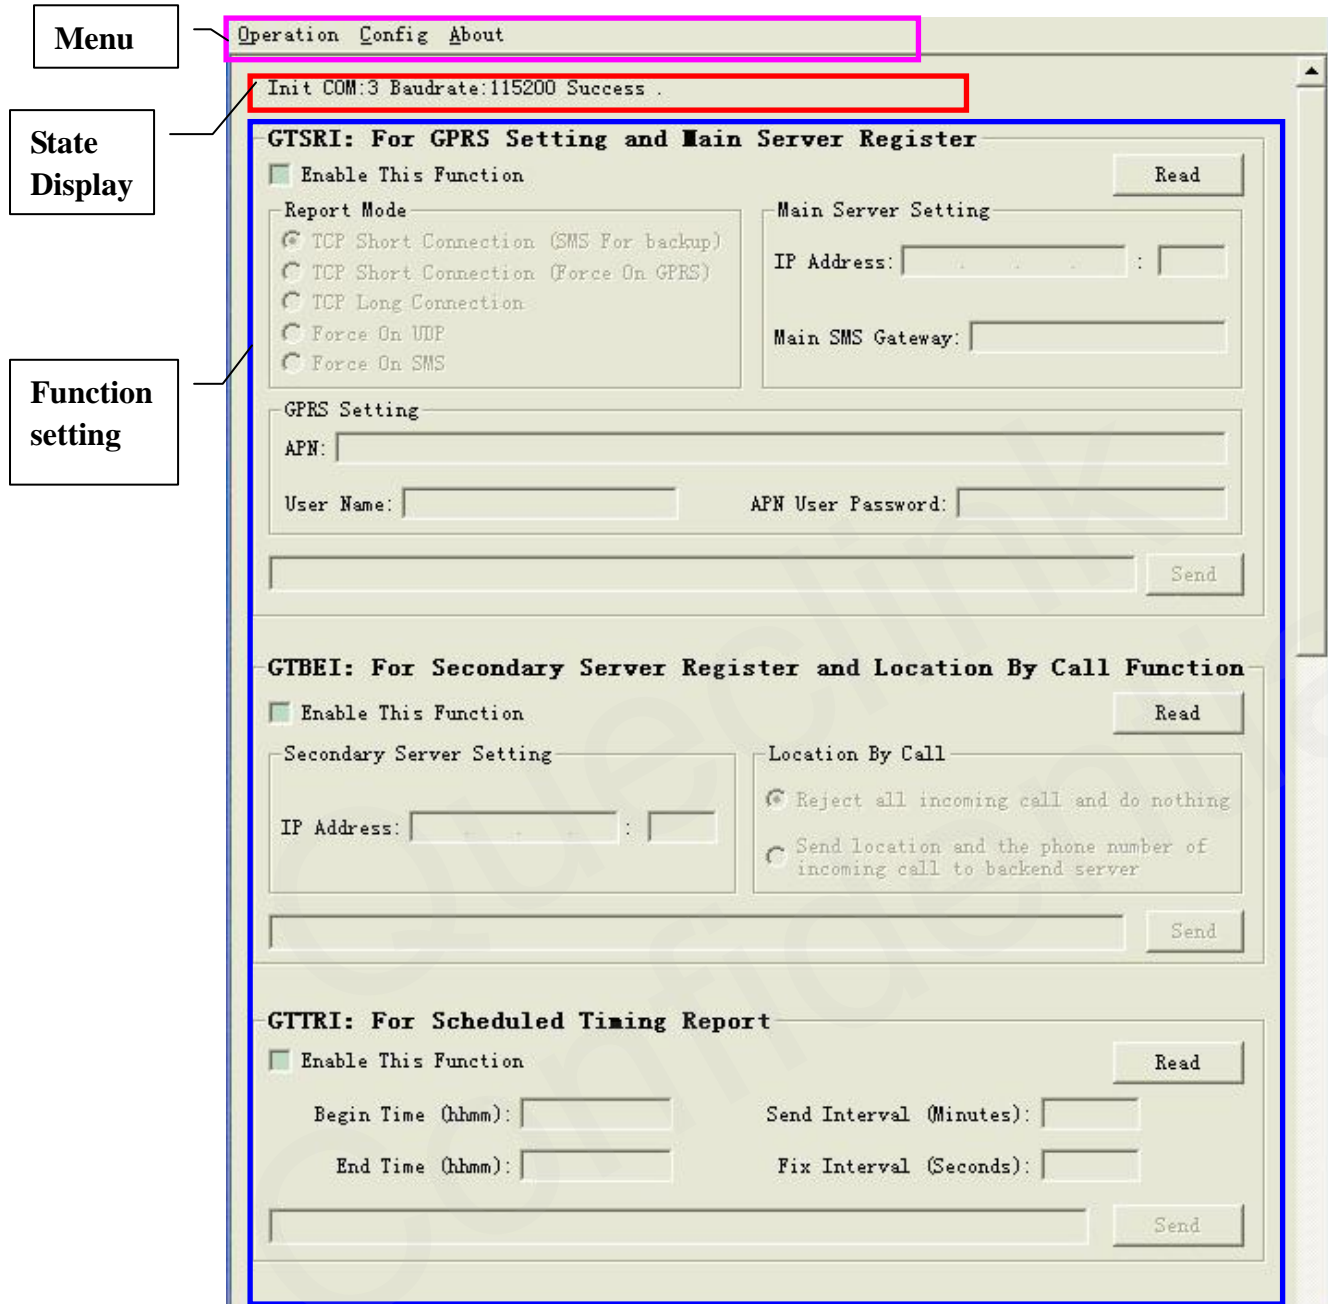 Menu
Operation Config About
Init COM:3 Baudrate:115200 Success .
State
Display
GTSRI: For GPRS Setting and Main Server Register
Enable This Function
Read
Report Mode
TCP Short Connection (SMS For backup)
TCP Short Connection (Force On GPRS)
TCP Long Connection
Force On UDP
Force On SMS
Main Server Setting
IP Address: . . . :
Main SMS Gateway:
Function
setting
GPRS Setting
APN:
User Name:
APN User Password:
Send
GTBEI: For Secondary Server Register and Location By Call Function
Enable This Function
Read
Secondary Server Setting
IP Address: . . . :
Location By Call
Reject all incoming call and do nothing
Send location and the phone number of
incoming call to backend server
Send
GTTRI: For Scheduled Timing Report
Enable This Function
Read
Begin Time (hhmm):
Send Interval (Minutes):
End Time (hhmm):
Fix Interval (Seconds):
Send
Queclink
Confidential